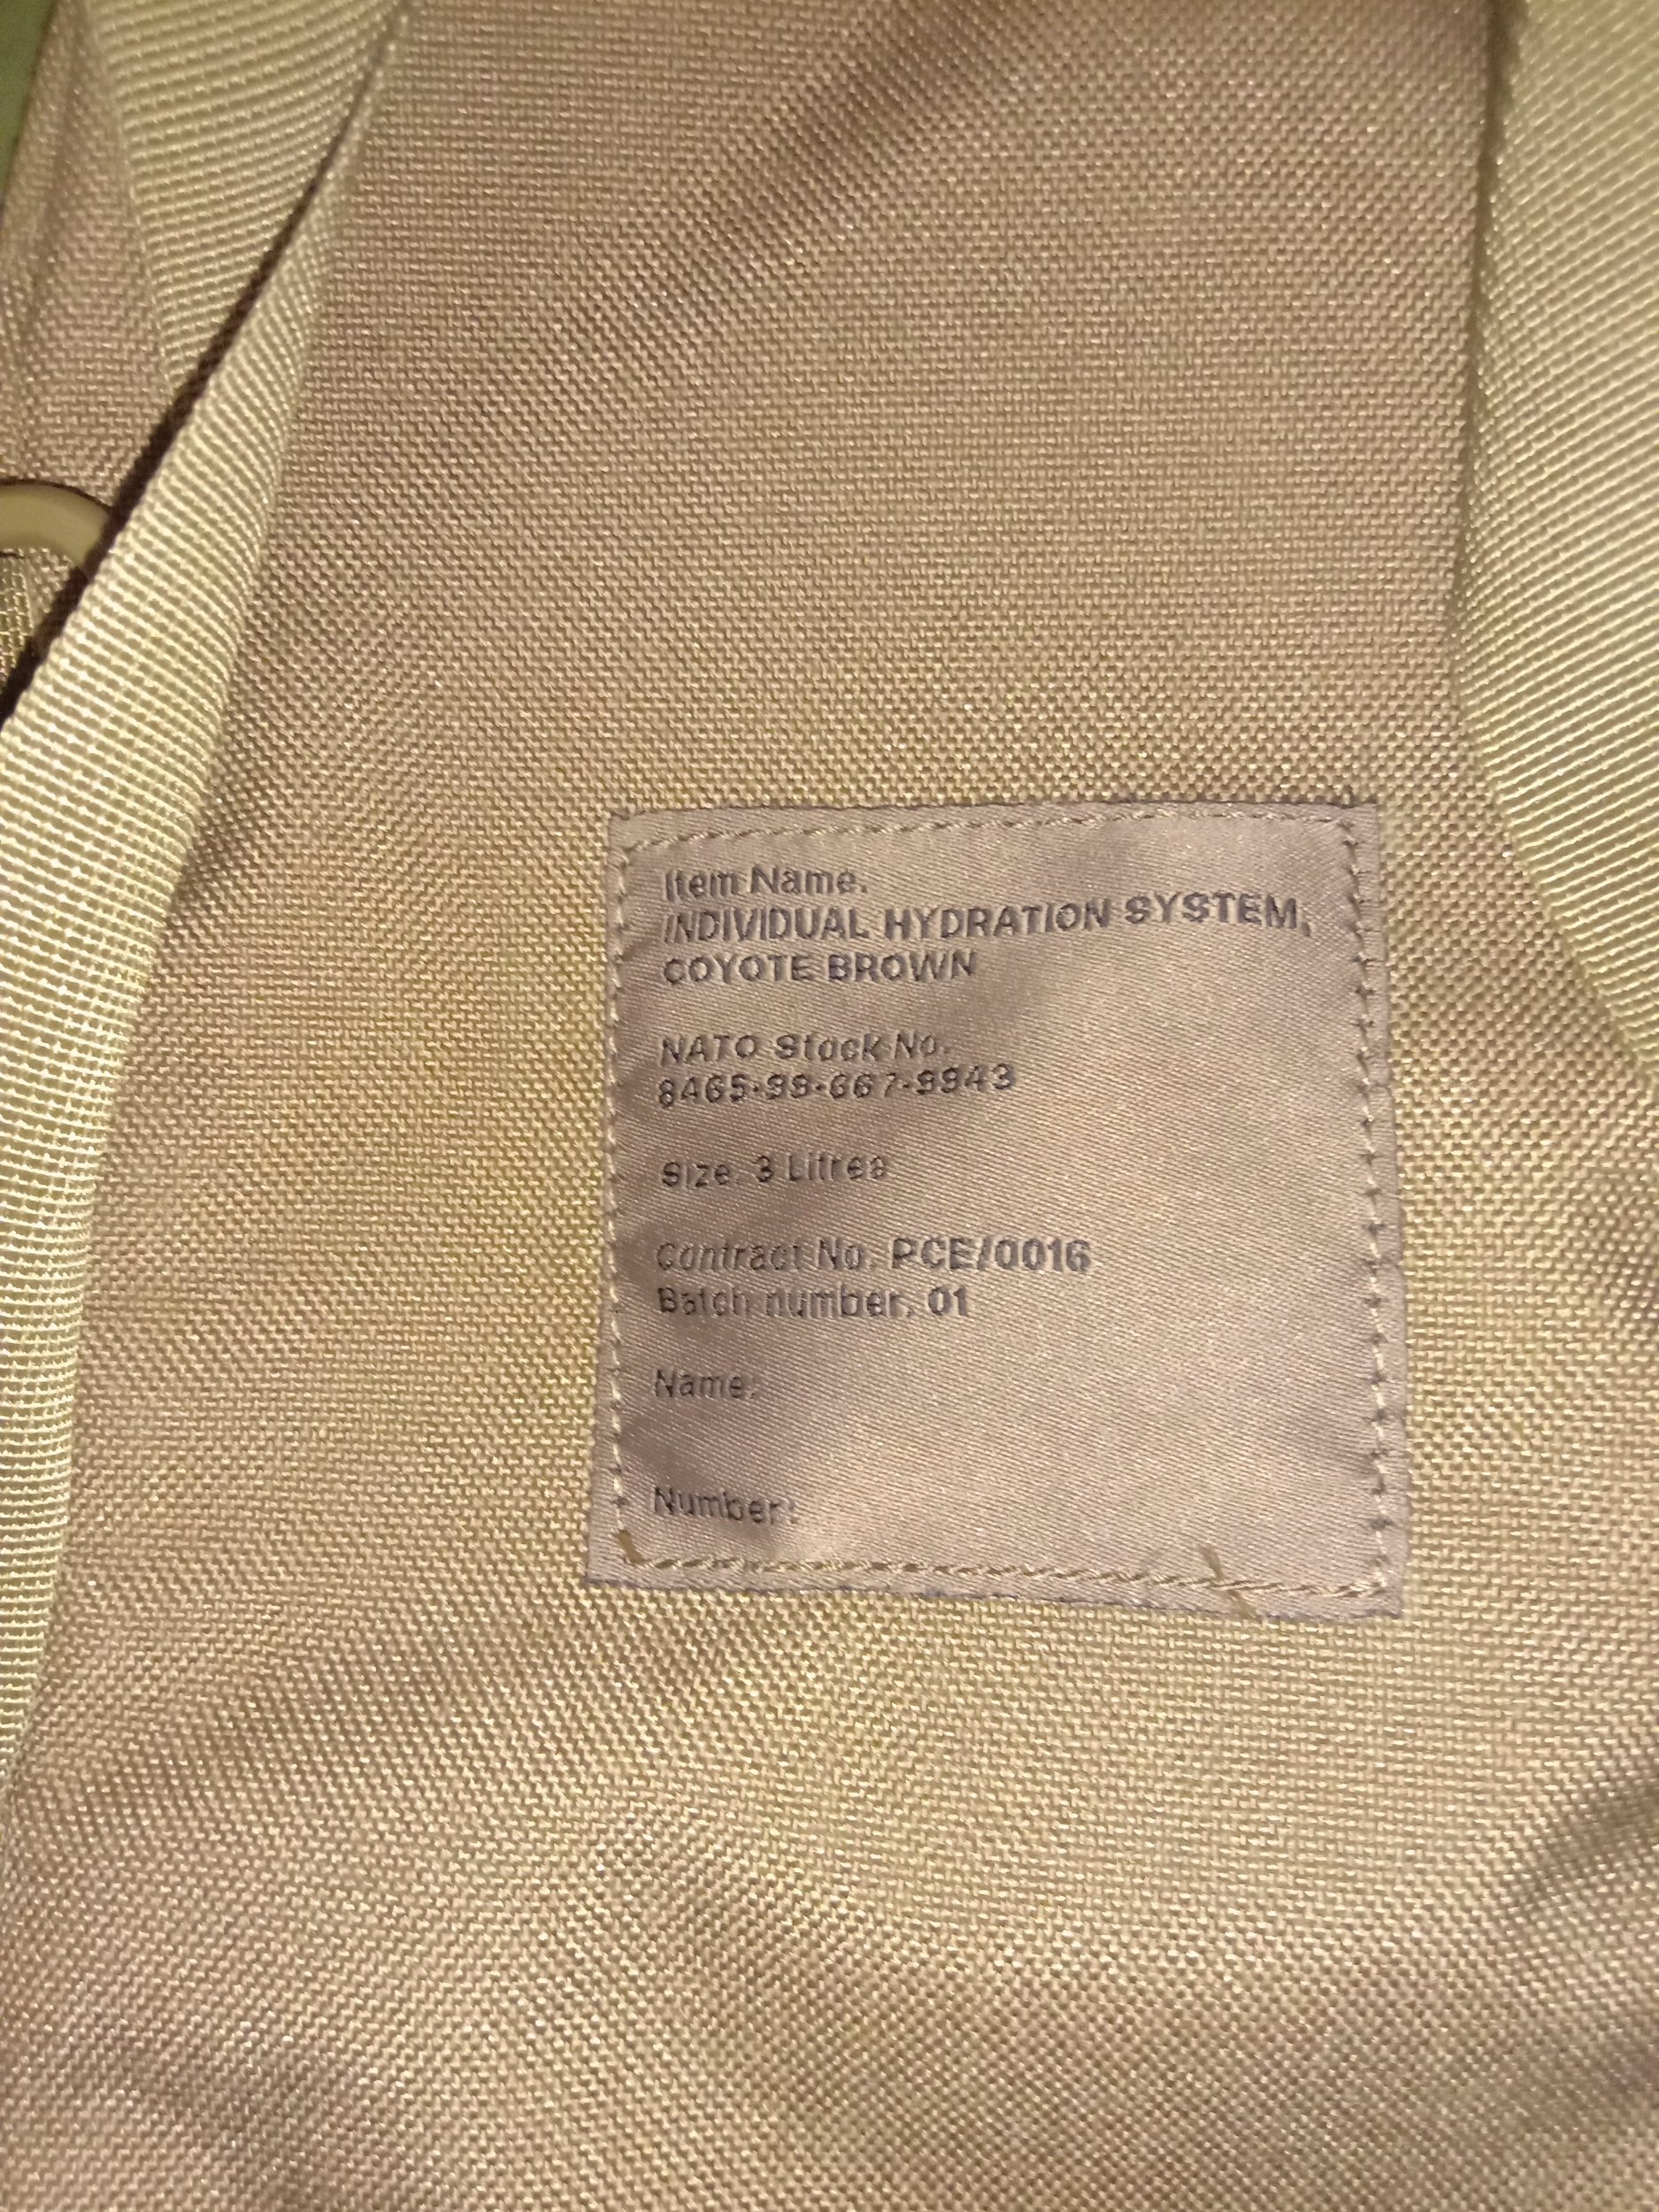 Item Name.
INDIVIDUAL HYDRATION SYSTEM,
COYOTE BROWN
NATO Stock No.
8465-99-667-9943
Size. 3 Litres
Contract No. PCE/0016
Batch number. 01
Name:
Number: